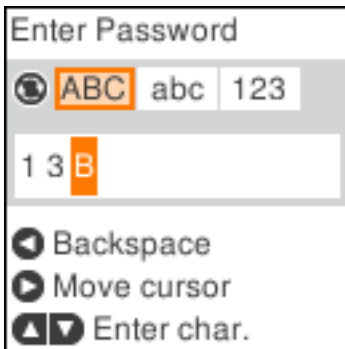 Enter Password
ABC abc 123
1 3 B
Backspace
Move cursor
Enter char.